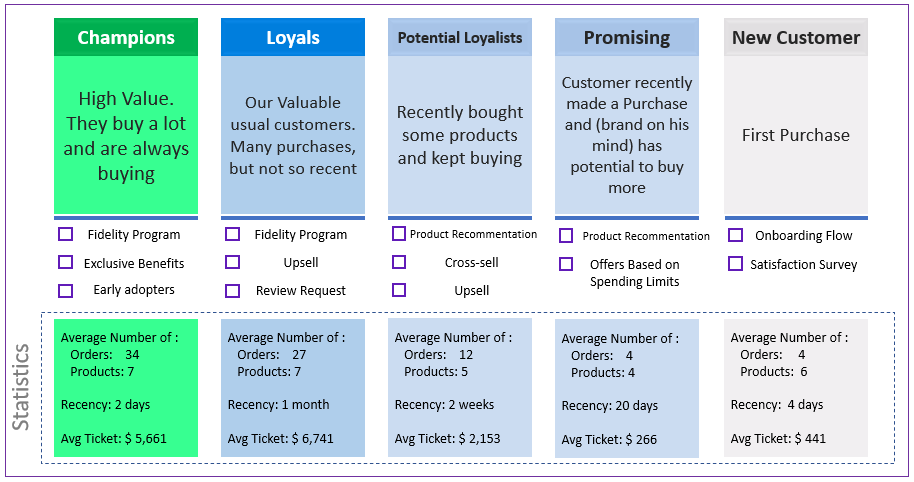 Champions
High Value.
They buy a lot
and are always
buying
Fidelity Program
Exclusive Benefits
Early adopters
Loyals
Our Valuable
usual customers.
Many purchases,
but not so recent
Fidelity Program
Upsell
Review Request
Potential Loyalists
Recently bought
some products
and kept buying
Product Recommentation
Cross-sell
Upsell
Promising
Customer recently
made a Purchase
and (brand on his
mind) has
potential to buy
more
Product Recommentation
Offers Based on
Spending Limits
New Customer
First Purchase
Onboarding Flow
Satisfaction Survey
Statistics
Average Number of :
Orders: 34
Products: 7
Recency: 2 days
Avg Ticket: $ 5,661
Average Number of :
Orders: 27
Products: 7
Recency: 1 month
Avg Ticket: $ 6,741
Average Number of :
Orders: 12
Products: 5
Recency: 2 weeks
Avg Ticket: $ 2,153
Average Number of :
Orders: 4
Products: 4
Recency: 20 days
Avg Ticket: $ 266
Average Number of :
Orders: 4
Products: 6
Recency: 4 days
Avg Ticket: $ 441